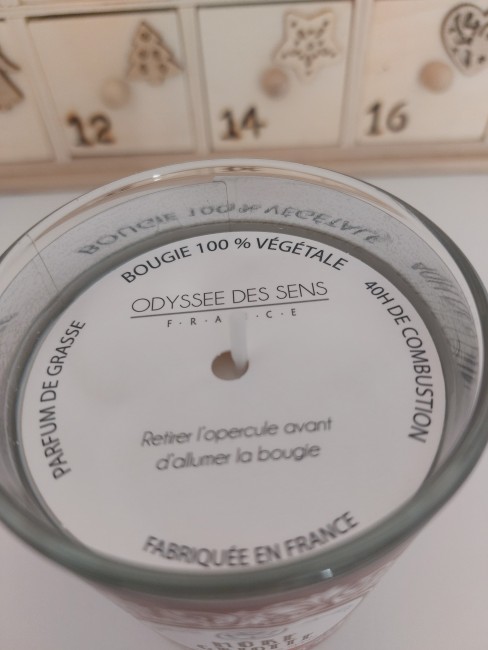 12
14
16
BOUGIE 100 % VÉGÉTALE
ODYSSEE DES SENS
F·R·A·N·C·E
40H DE COMBUSTION
PARFUM DE GRASSE
Retirer l'opercule avant
d'allumer la bougie
FABRIQUÉE EN FRANCE